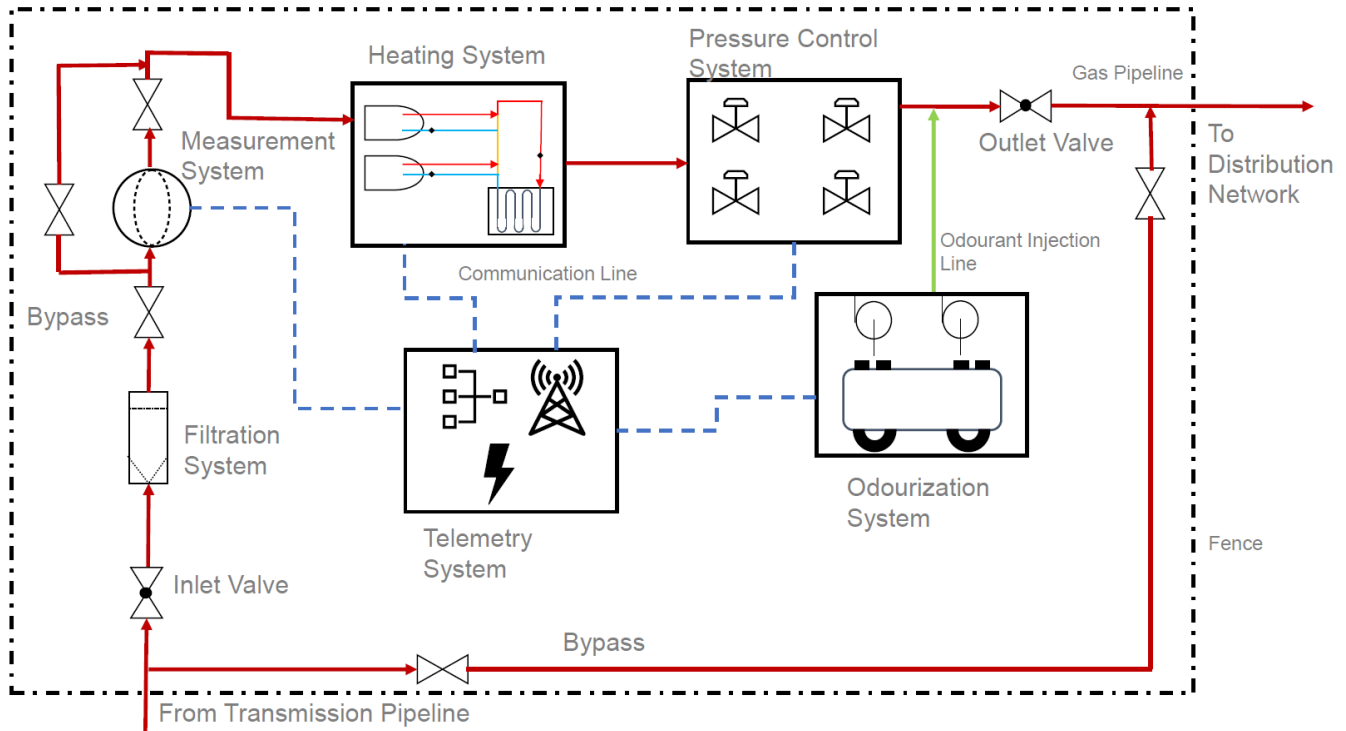 Heating System
Pressure Control
System
Gas Pipeline
Measurement
System
Outlet Valve
To
Distribution
Network
Odourant Injection
Line
Communication Line
Bypass
Filtration
System
Odourization
System
Telemetry
System
Fence
Inlet Valve
Bypass
From Transmission Pipeline